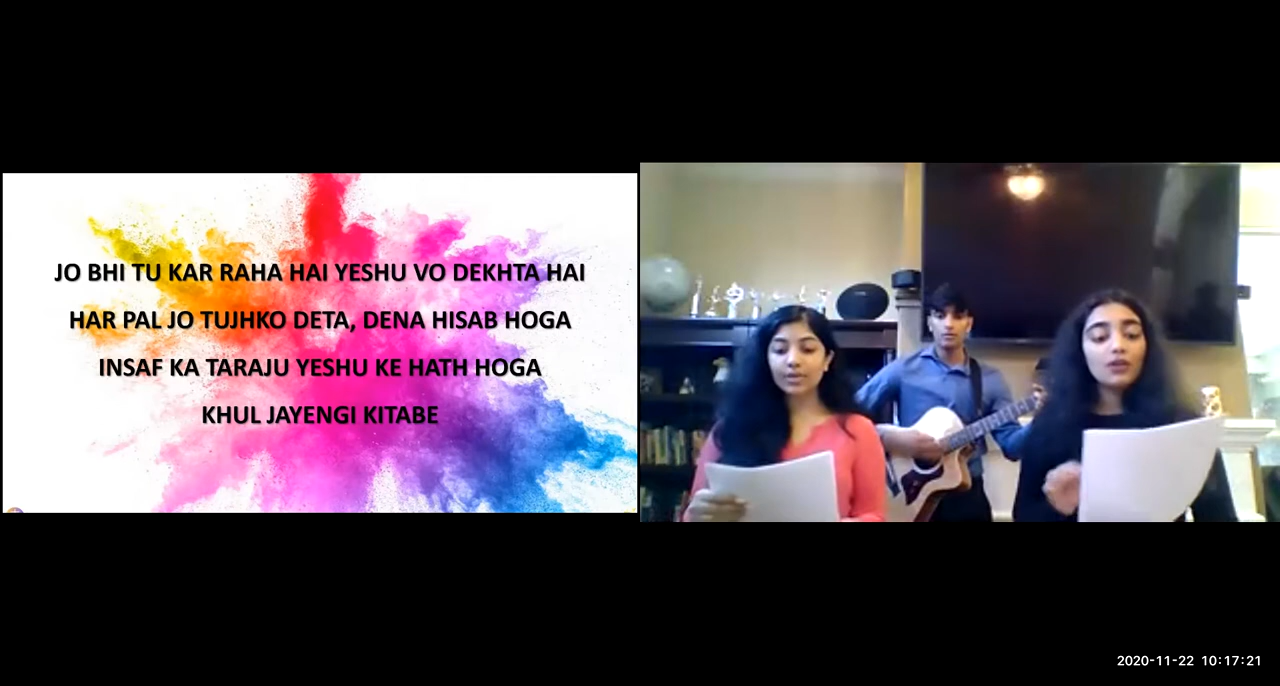 JO BHI TU KAR RAHA HAI YESHU VO DEKHTA HAI
HAR PAL JO TUJHKO DETA, DENA HISAB HOGA
INSAF KA TARAJU YESHU KE HATH HOGA
KHUL JAYENGI KITABE
2020-11-22 10:17:21